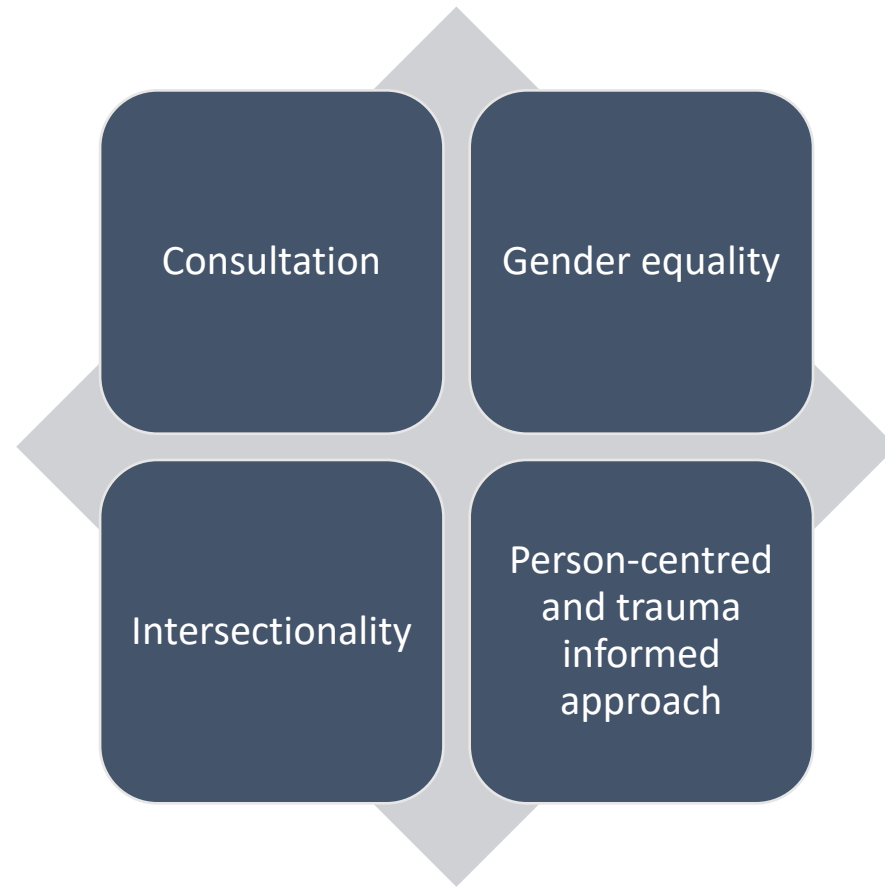 Consultation
Gender equality
Intersectionality
Person-centred
and trauma
informed
approach